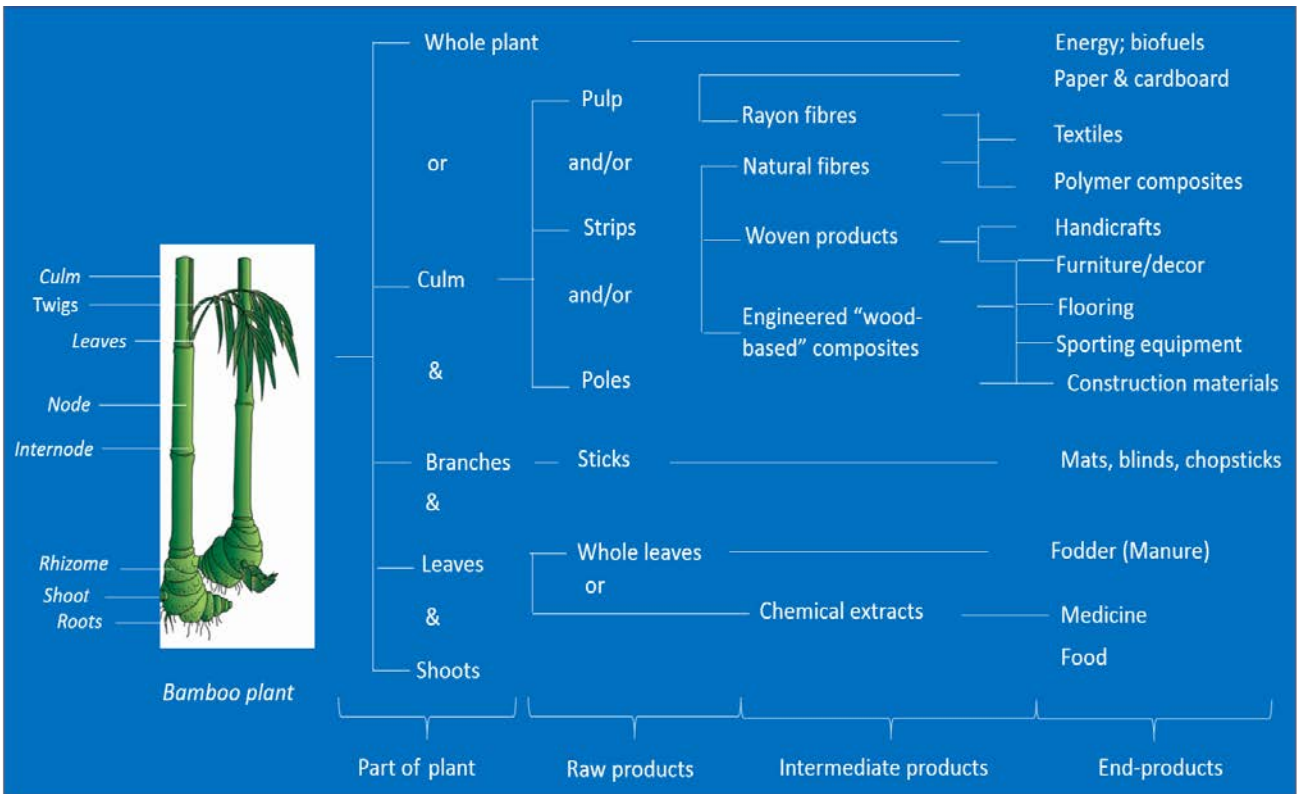 Whole plant
Energy; biofuels
Paper & cardboard
Pulp
Rayon fibres
Textiles
or
and/or
Natural fibres
Polymer composites
Strips
Woven products
Handicrafts
Furniture/decor
Culm
Culm
and/or
Twigs
Flooring
Engineered "wood-
based" composites
Leaves
Sporting equipment
&
Poles
Construction materials
Node
Internode
Branches
Sticks
Mats, blinds, chopsticks
&
Rhizome
Leaves
Whole leaves
Fodder (Manure)
or
Shoot
Roots
&
Chemical extracts
Medicine
Food
Shoots
Bamboo plant
Part of plant
Raw products
Intermediate products
End-products